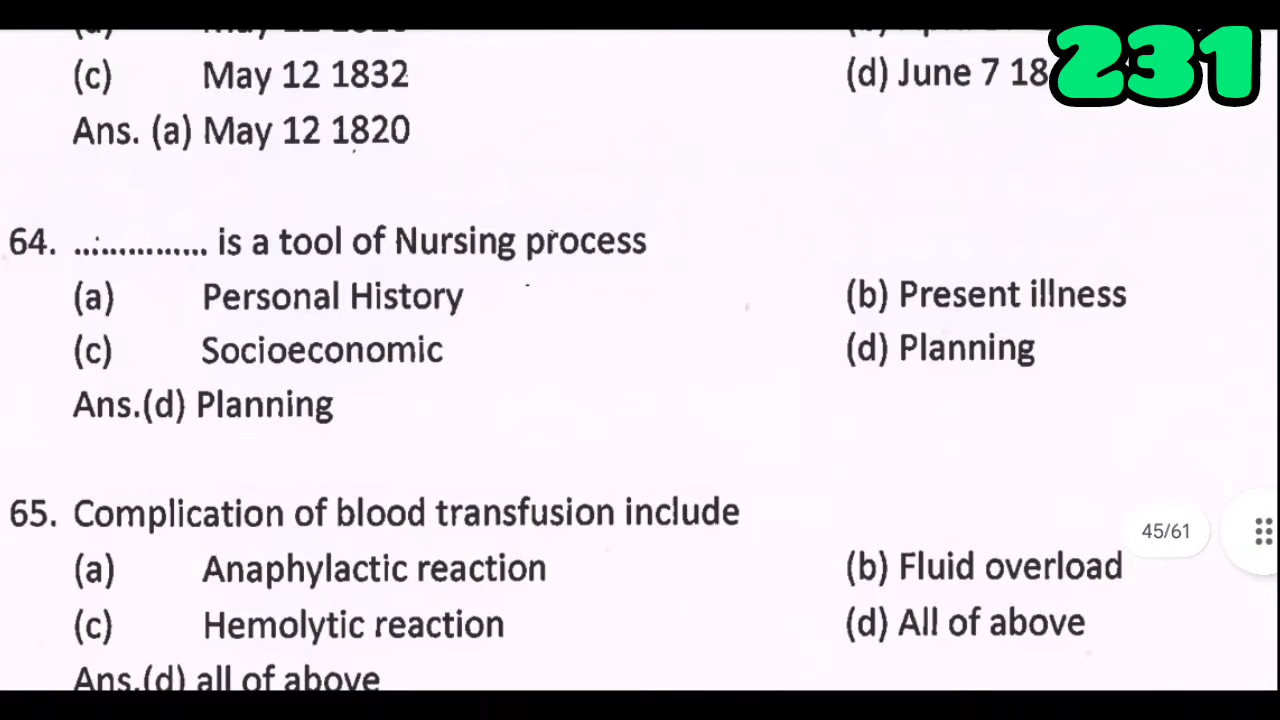 231
(c) May 12 1832 (d) June 7 18
Ans. (a) May 12 1820
64. ............. is a tool of Nursing process
(a) Personal History (b) Present illness
(c) Socioeconomic (d) Planning
Ans.(d) Planning
65. Complication of blood transfusion include
45/61
(a) Anaphylactic reaction (b) Fluid overload
(c) Hemolytic reaction (d) All of above
Ans.(d) all of above